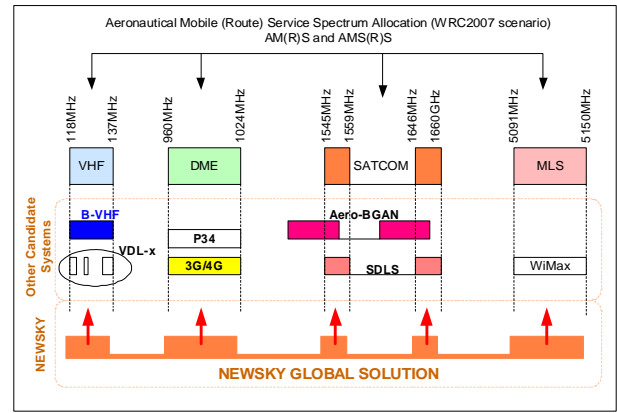 Aeronautical Mobile (Route) Service Spectrum Allocation (WRC2007 scenario)
AM(R)S and AMS(R)S
118MHz
137MHz
960MHz
1024MHz
1545MHz
1559MHz
1646MHz
1660GHz
5091MHz
5150MHz
VHF
DME
SATCOM
MLS
Other Candidate
Systems
B-VHF
Aero-BGAN
P34
VDL-x
3G/4G
SDLS
WiMax
NEWSKY
NEWSKY GLOBAL SOLUTION